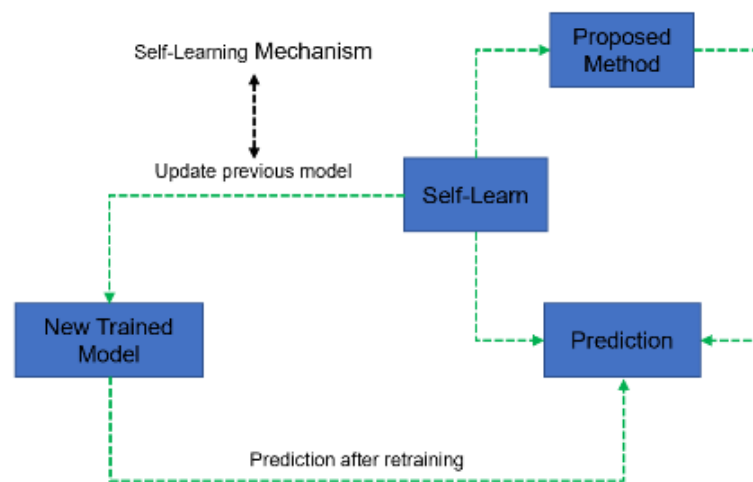 Self-Learning Mechanism
Proposed
Method
Update previous model
Self-Learn
New Trained
Model
Prediction
Prediction after retraining